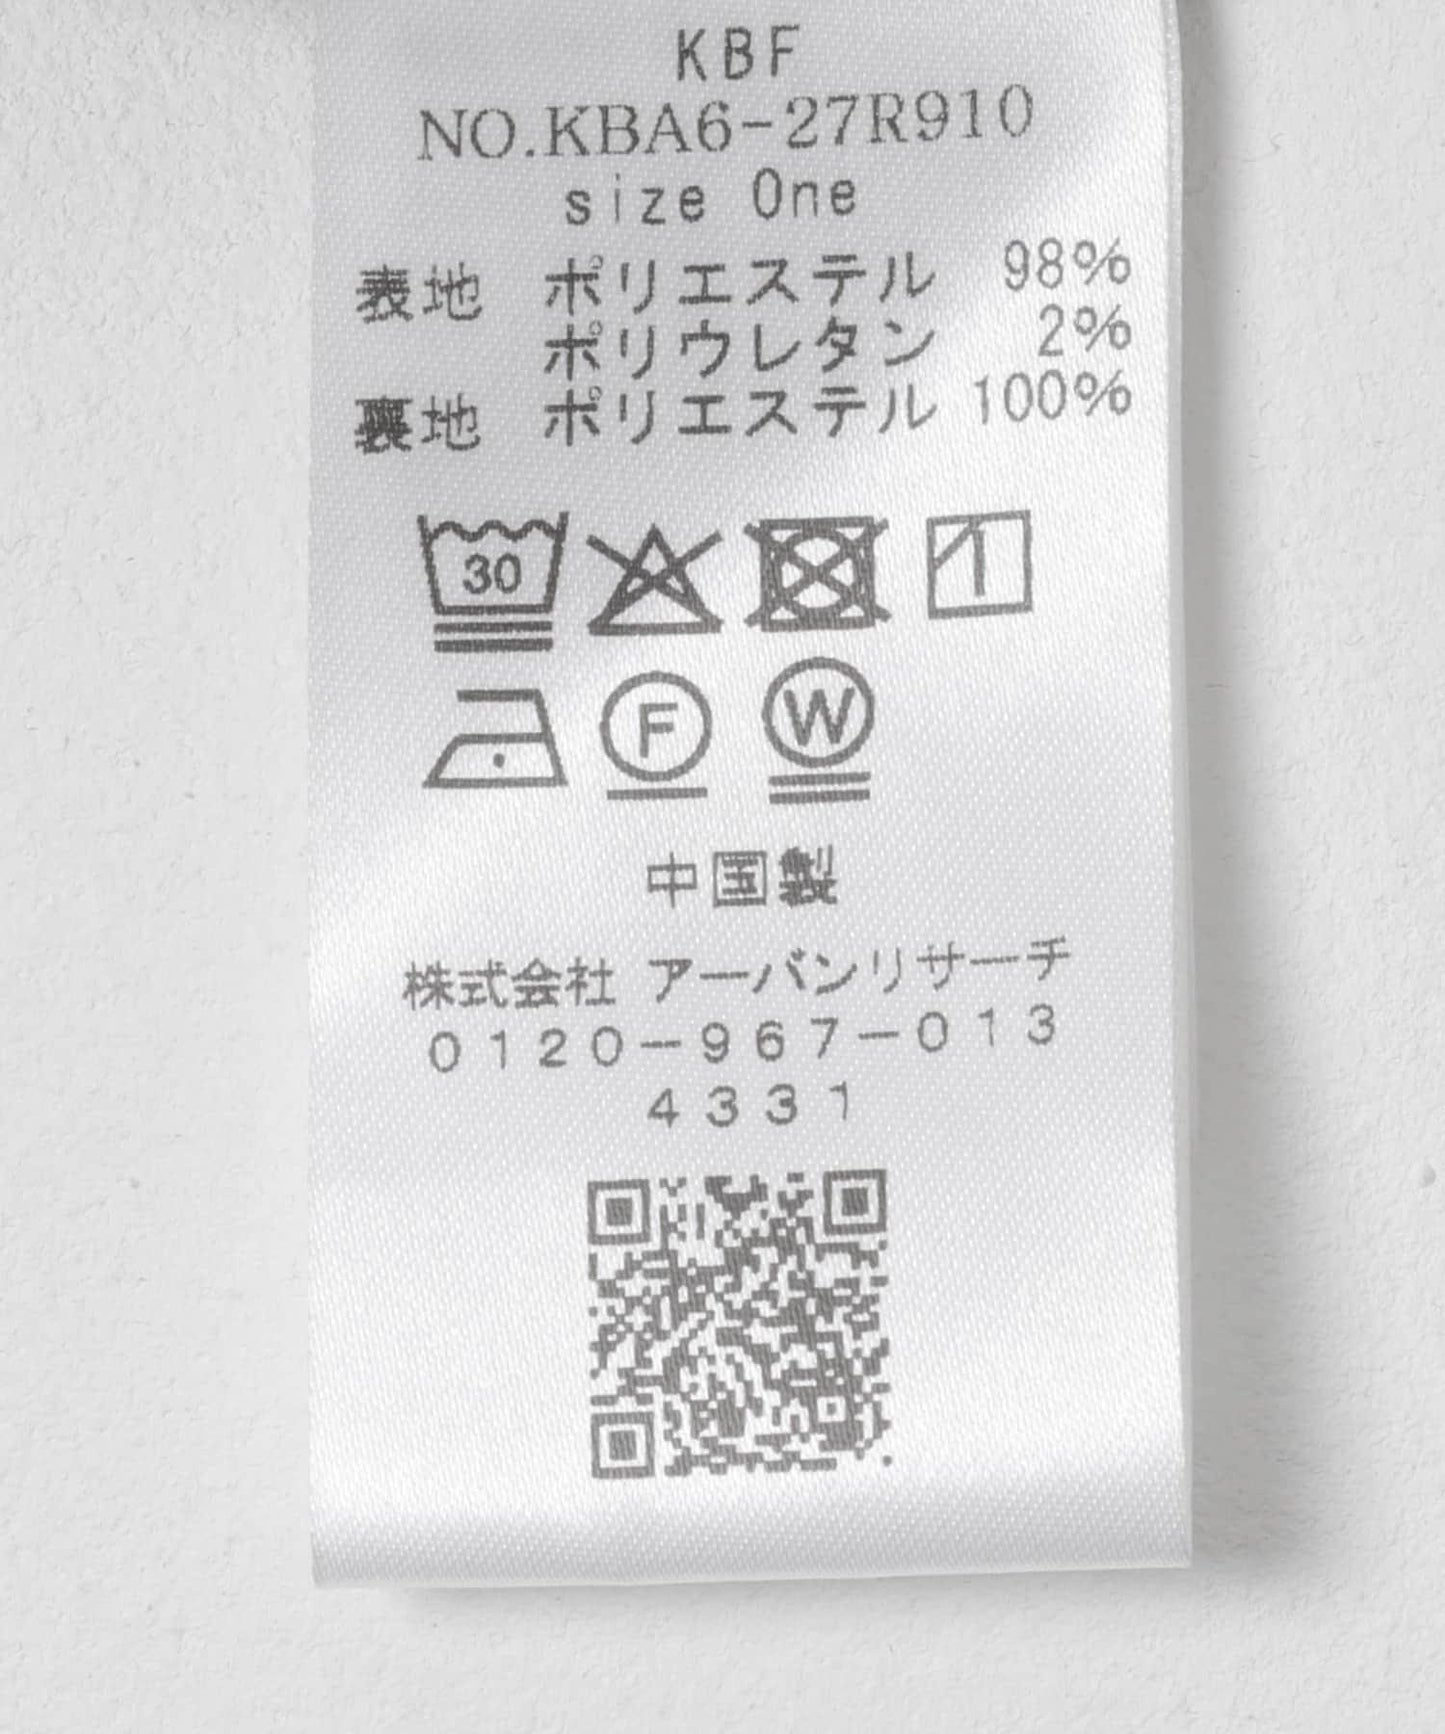 KBF
NO.KBA6-27R910
size One
表地 ポリエステル 98%
ポリウレタン 2%
裏地 ポリエステル 100%
30
F
W
中国製
株式会社 アーバンリサーチ
0120-967-013
4331